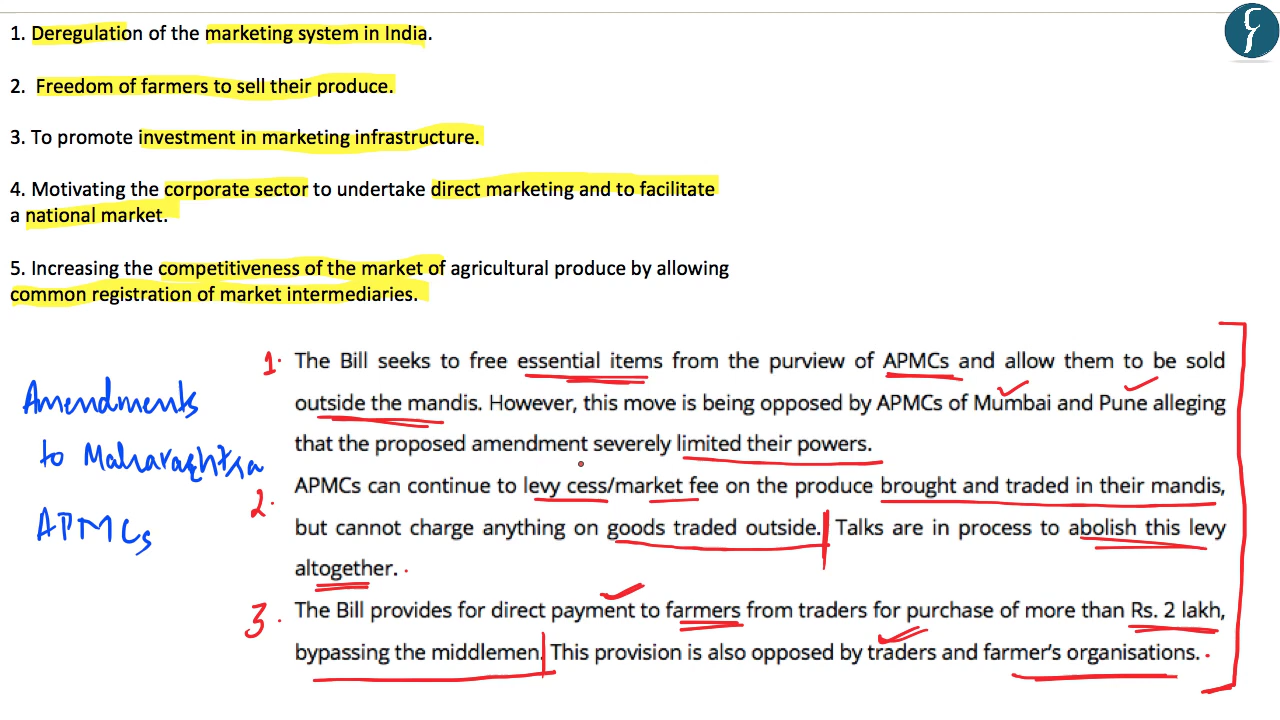 1. Deregulation of the marketing system in India.
2. Freedom of farmers to sell their produce.
3. To promote investment in marketing infrastructure.
4. Motivating the corporate sector to undertake direct marketing and to facilitate
a national market.
5. Increasing the competitiveness of the market of agricultural produce by allowing
common registration of market intermediaries.
Amendments
to Maharashtra
APMCs
1. The Bill seeks to free essential items from the purview of APMCs and allow them to be sold
outside the mandis. However, this move is being opposed by APMCs of Mumbai and Pune alleging
that the proposed amendment severely limited their powers.
2. APMCs can continue to levy cess/market fee on the produce brought and traded in their mandis,
but cannot charge anything on goods traded outside. Talks are in process to abolish this levy
altogether.
3. The Bill provides for direct payment to farmers from traders for purchase of more than Rs. 2 lakh,
bypassing the middlemen. This provision is also opposed by traders and farmer's organisations.